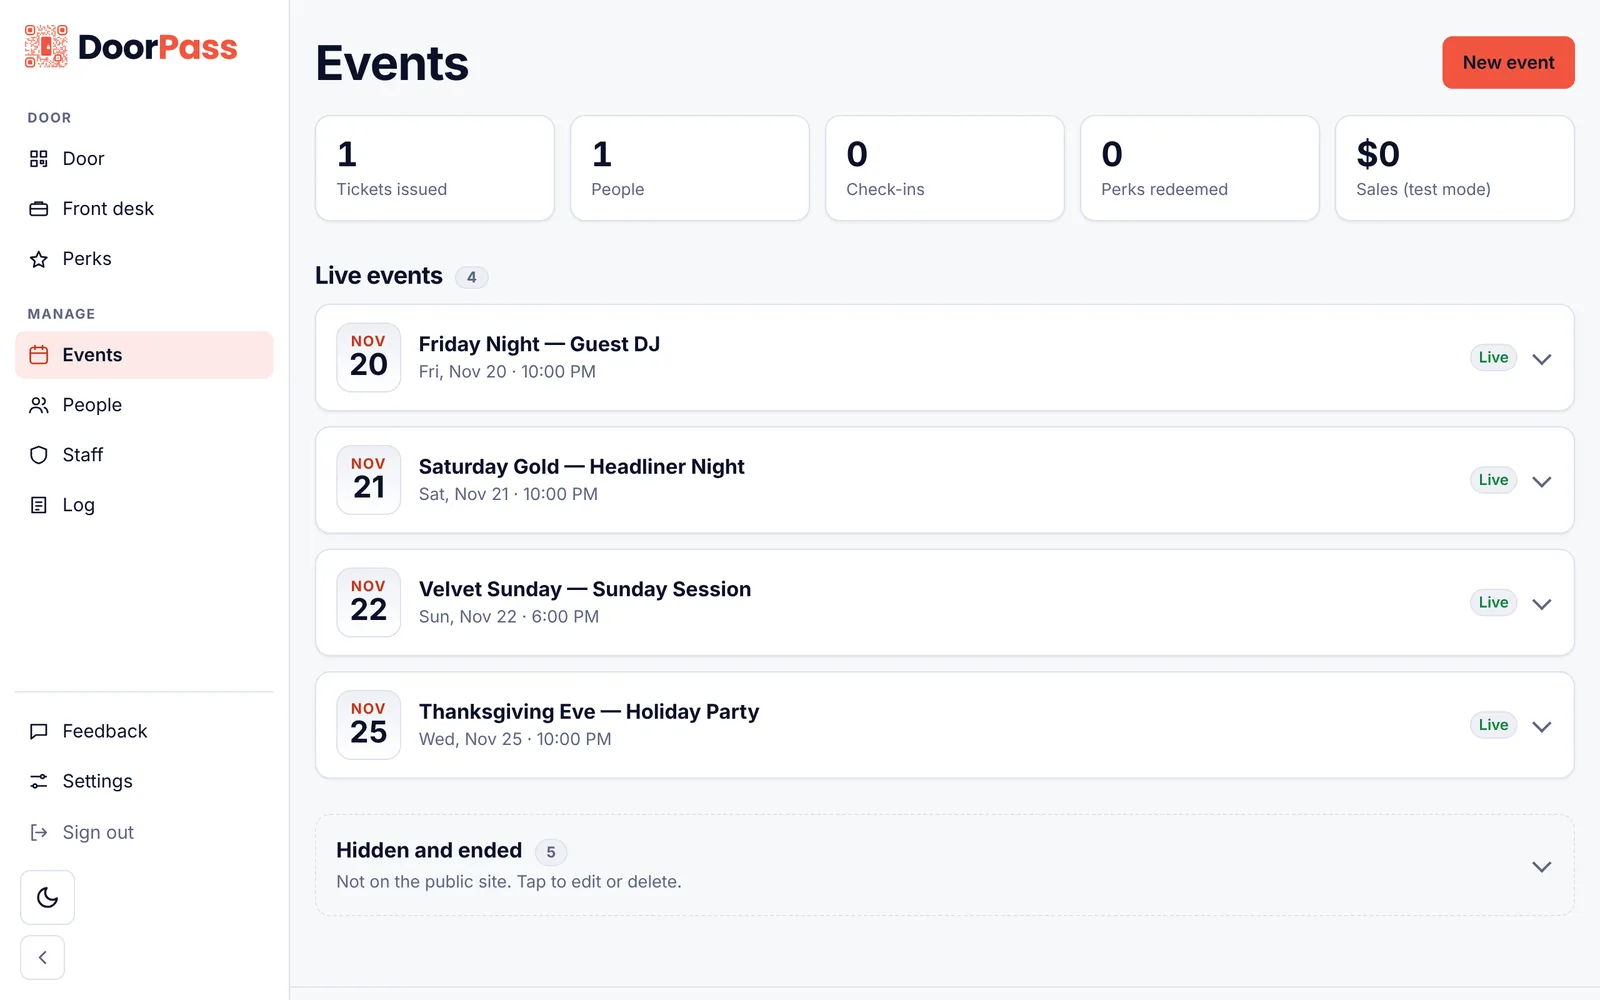 DoorPass
DOOR
Door
Front desk
Perks
MANAGE
Events
People
Staff
Log
Feedback
Settings
Sign out
Events
New event
1
Tickets issued
1
People
0
Check-ins
0
Perks redeemed
$0
Sales (test mode)
Live events 4
NOV
20
Friday Night — Guest DJ
Fri, Nov 20 · 10:00 PM
Live
NOV
21
Saturday Gold — Headliner Night
Sat, Nov 21 · 10:00 PM
Live
NOV
22
Velvet Sunday — Sunday Session
Sun, Nov 22 · 6:00 PM
Live
NOV
25
Thanksgiving Eve — Holiday Party
Wed, Nov 25 · 10:00 PM
Live
Hidden and ended 5
Not on the public site. Tap to edit or delete.